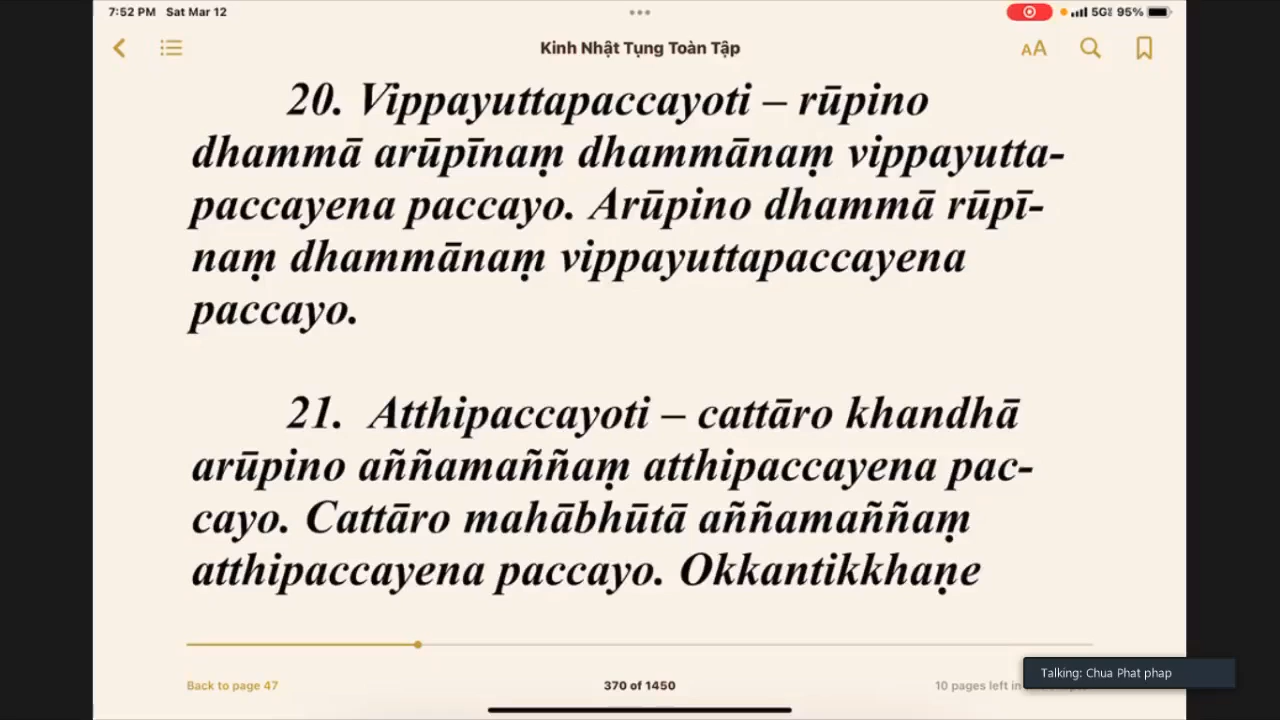 7:52 PM Sat Mar 12
95%
Kinh Nhật Tụng Toàn Tập
AA
20. Vippayuttapaccayoti – rūpino
dhammā arūpīnaṃ dhammānaṃ vippayutta-
paccayena paccayo. Arūpino dhammā rūpī-
naṃ dhammānaṃ vippayuttapaccayena
paccayo.
21. Atthipaccayoti – cattāro khandhā
arūpino aññamaññaṃ atthipaccayena pac-
cayo. Cattāro mahābhūtā aññamaññaṃ
atthipaccayena paccayo. Okkantikkhaṇe
Talking: Chua Phat phap
Back to page 47
370 of 1450
10 pages left in